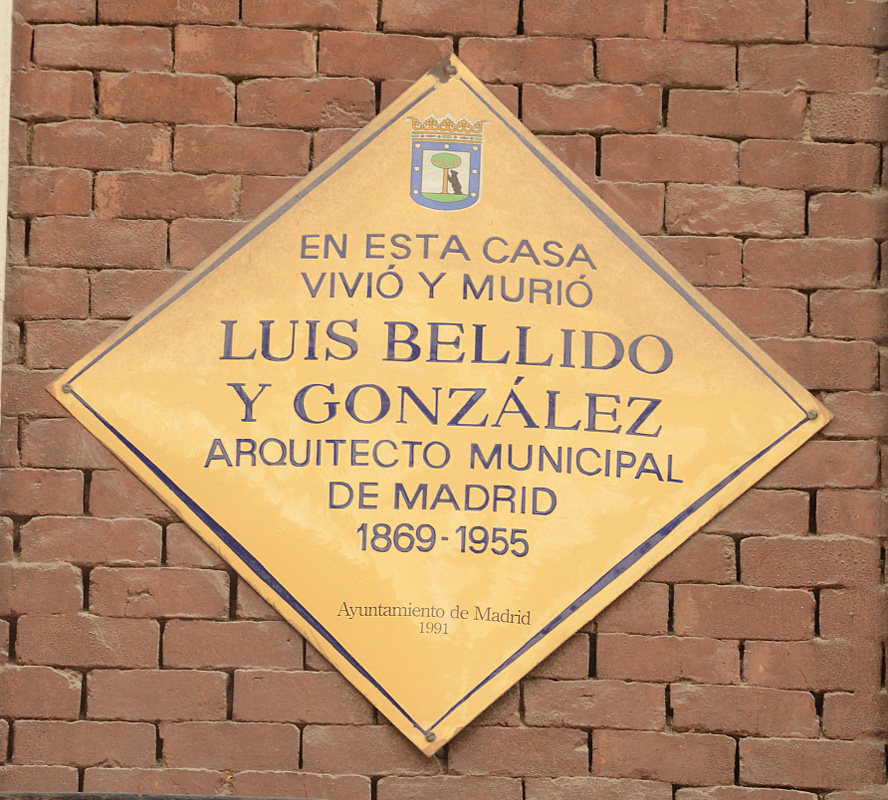 EN ESTA CASA
VIVIÓ Y MURIÓ
LUIS BELLIDO
Y GONZÁLEZ
ARQUITECTO MUNICIPAL
DE MADRID
1869-1955
Ayuntamiento de Madrid
1991